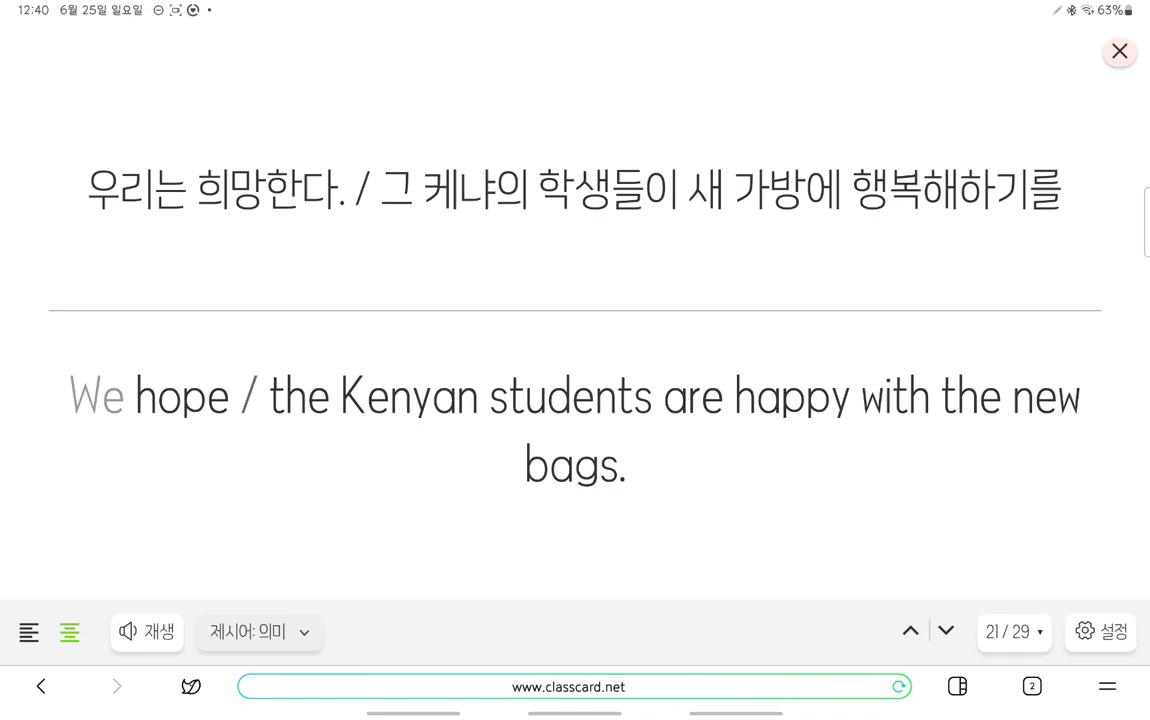 12:40 6월 25일 일요일 63%
우리는 희망한다. / 그 케냐의 학생들이 새 가방에 행복해하기를
We hope / the Kenyan students are happy with the new
bags.
재생 제시어: 의미 21 / 29 설정
www.classcard.net 2